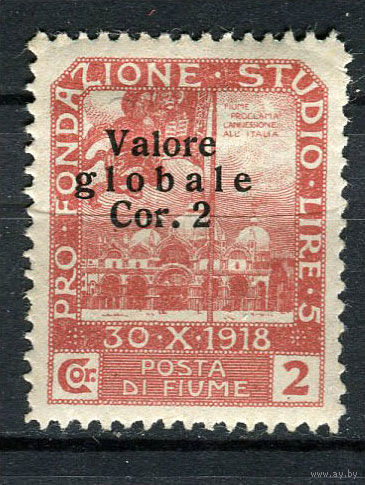 PRO · FONDAZIONE · STUDIO · LIRE · 5
FIUME
PROCLAMA
L'ANNESSIONE
ALL'ITALIA
Valore
globale
Cor. 2
30 · X · 1918
Cor. POSTA 2
DI FIUME
www.ay.by